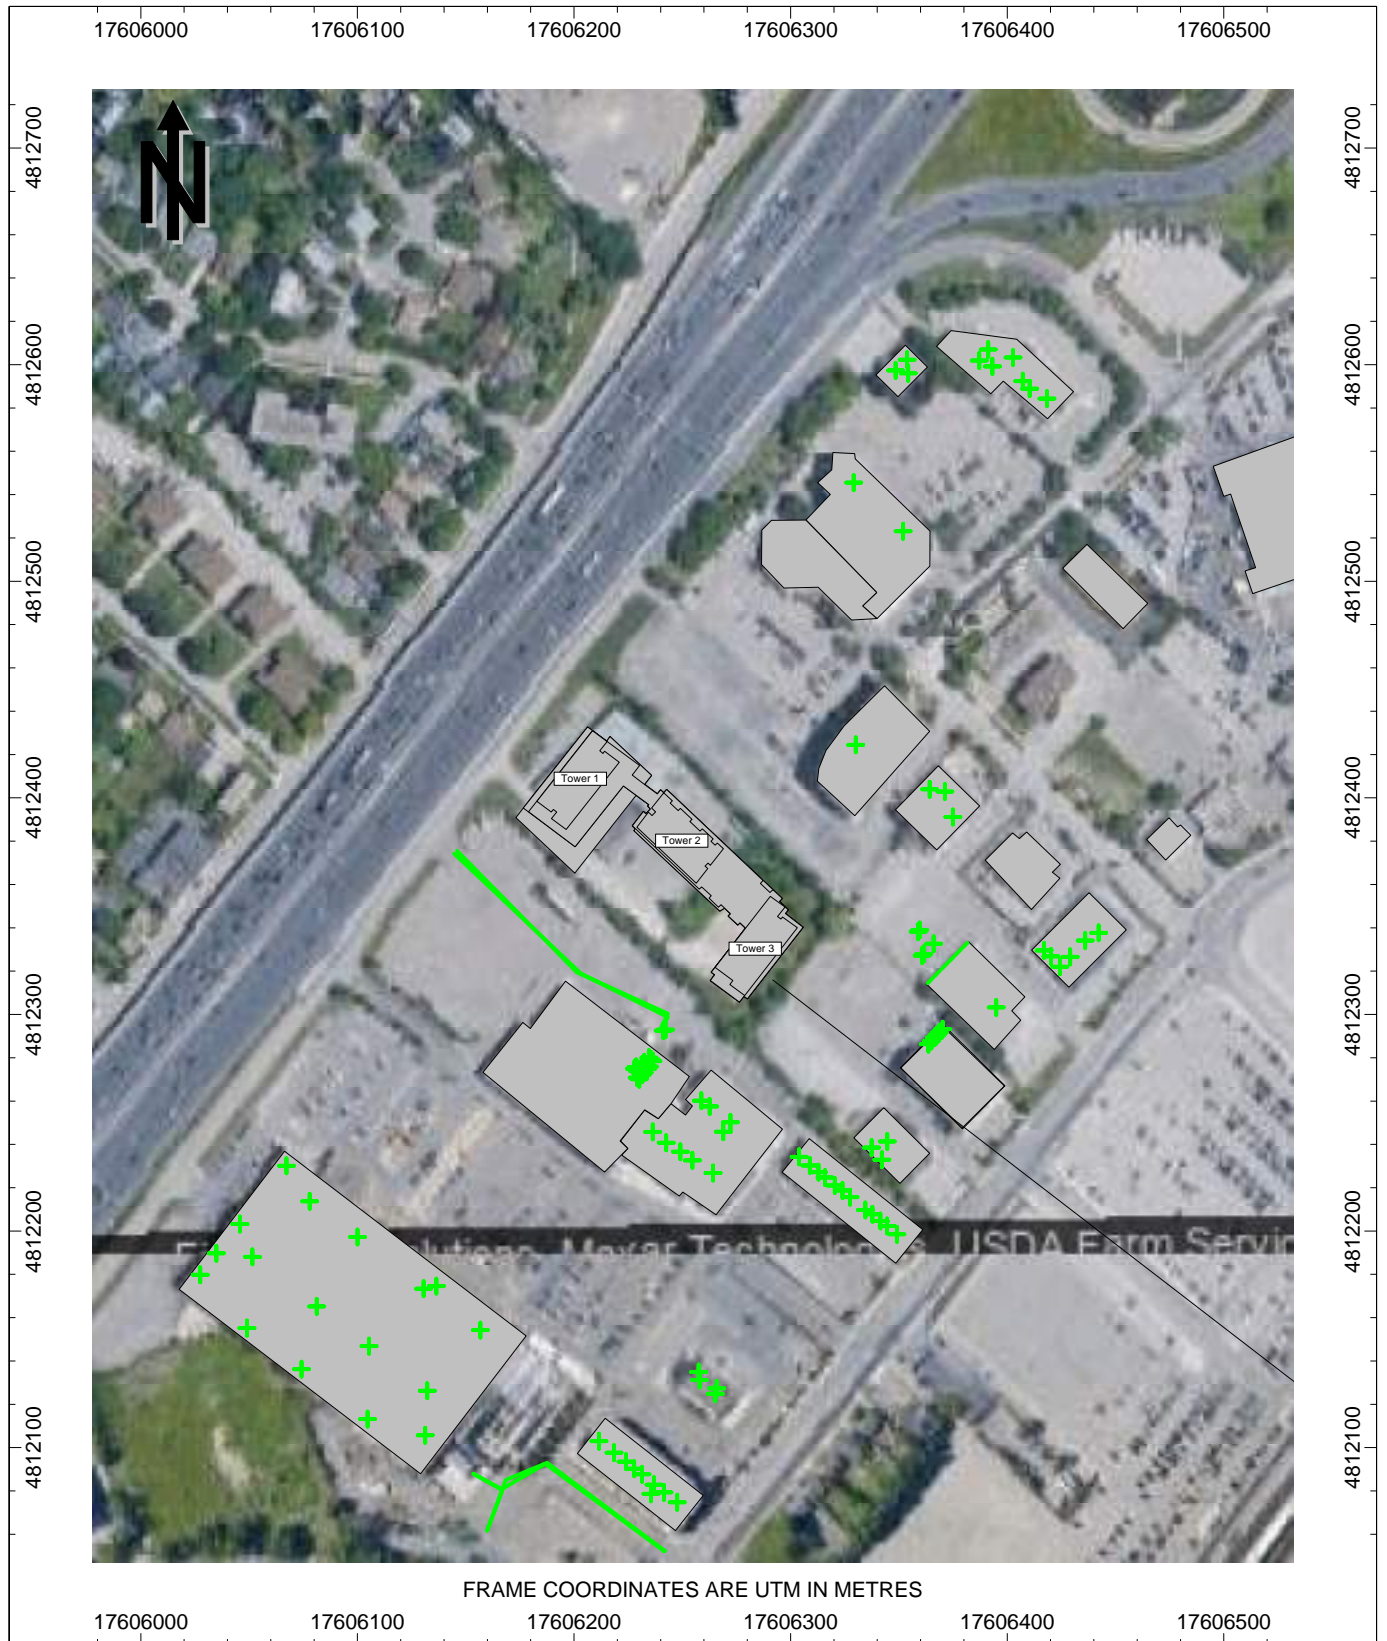 17606000 17606100 17606200 17606300 17606400 17606500
4812700 4812700
N
4812600 4812600
4812500 4812500
4812400 4812400
Tower 1
Tower 2
Tower 3
4812300 4812300
4812200 4812200
Maxar Technologies, USDA Farm Servic
4812100 4812100
FRAME COORDINATES ARE UTM IN METRES
17606000 17606100 17606200 17606300 17606400 17606500